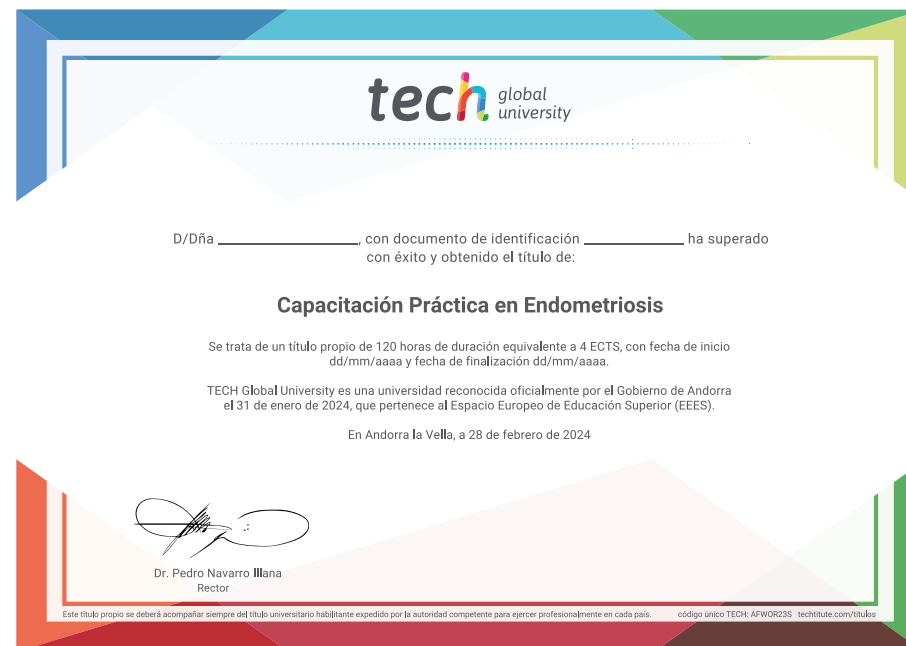 tech global
university
D/Dña ____________________, con documento de identificación ______________ ha superado
con éxito y obtenido el título de:
Capacitación Práctica en Endometriosis
Se trata de un título propio de 120 horas de duración equivalente a 4 ECTS, con fecha de inicio
dd/mm/aaaa y fecha de finalización dd/mm/aaaa.
TECH Global University es una universidad reconocida oficialmente por el Gobierno de Andorra
el 31 de enero de 2024, que pertenece al Espacio Europeo de Educación Superior (EEES).
En Andorra la Vella, a 28 de febrero de 2024
Dr. Pedro Navarro Illana
Rector
Este título propio se deberá acompañar siempre del título universitario habilitante expedido por la autoridad competente para ejercer profesionalmente en cada país. código único TECH: AFWOR23S techtitute.com/titulos